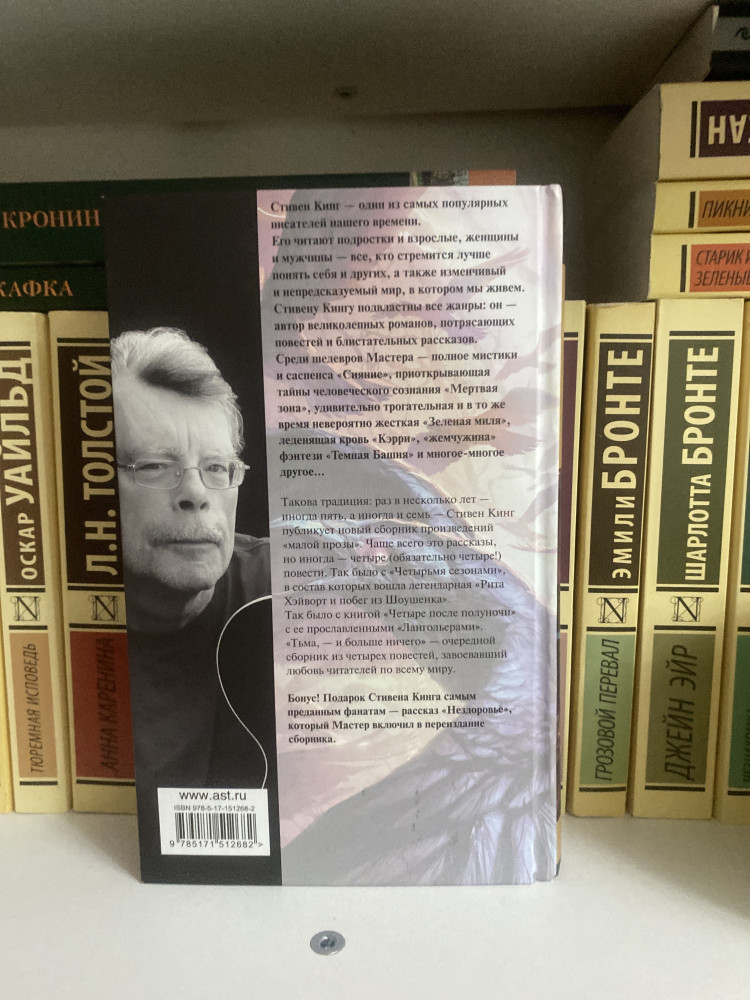 КРОНИН
КАФКА
ОСКАР УАЙЛЬД
ТЮРЕМНАЯ ИСПОВЕДЬ
Л.Н. ТОЛСТОЙ
АННА КАРЕНИНА
Стивен Кинг — один из самых популярных
писателей нашего времени.
Его читают подростки и взрослые, женщины
и мужчины — все, кто стремится лучше
понять себя и других, а также изменчивый
и непредсказуемый мир, в котором мы живем.
Стивену Кингу подвластны все жанры: он —
автор великолепных романов, потрясающих
повестей и блистательных рассказов.
Среди шедевров Мастера — полное мистики
и саспенса «Сияние», приоткрывающая
тайны человеческого сознания «Мертвая
зона», удивительно трогательная и в то же
время невероятно жесткая «Зеленая миля»,
леденящая кровь «Кэрри», «жемчужина»
фэнтези «Темная Башня» и многое-многое
другое...
Такова традиция: раз в несколько лет —
иногда пять, а иногда и семь — Стивен Кинг
публикует новый сборник произведений
«малой прозы». Чаще всего это рассказы,
но иногда — четыре (обязательно четыре!)
повести. Так было с «Четырьмя сезонами»,
в состав которых вошла легендарная «Рита
Хэйворт и побег из Шоушенка».
Так было с книгой «Четыре после полуночи»
с ее прославленными «Лангольерами».
«Тьма, — и больше ничего» — очередной
сборник из четырех повестей, завоевавший
любовь читателей по всему миру.
Бонус! Подарок Стивена Кинга самым
преданным фанатам — рассказ «Нездоровье»,
который Мастер включил в переиздание
сборника.
www.ast.ru
ISBN 978-5-17-151268-2
9 785171 512682 >
ЭМИЛИ БРОНТЕ
ГРОЗОВОЙ ПЕРЕВАЛ
ШАРЛОТТА БРОНТЕ
ДЖЕЙН ЭЙР
ПИКНИ
СТАРИК И
ЗЕЛЕНЫЕ